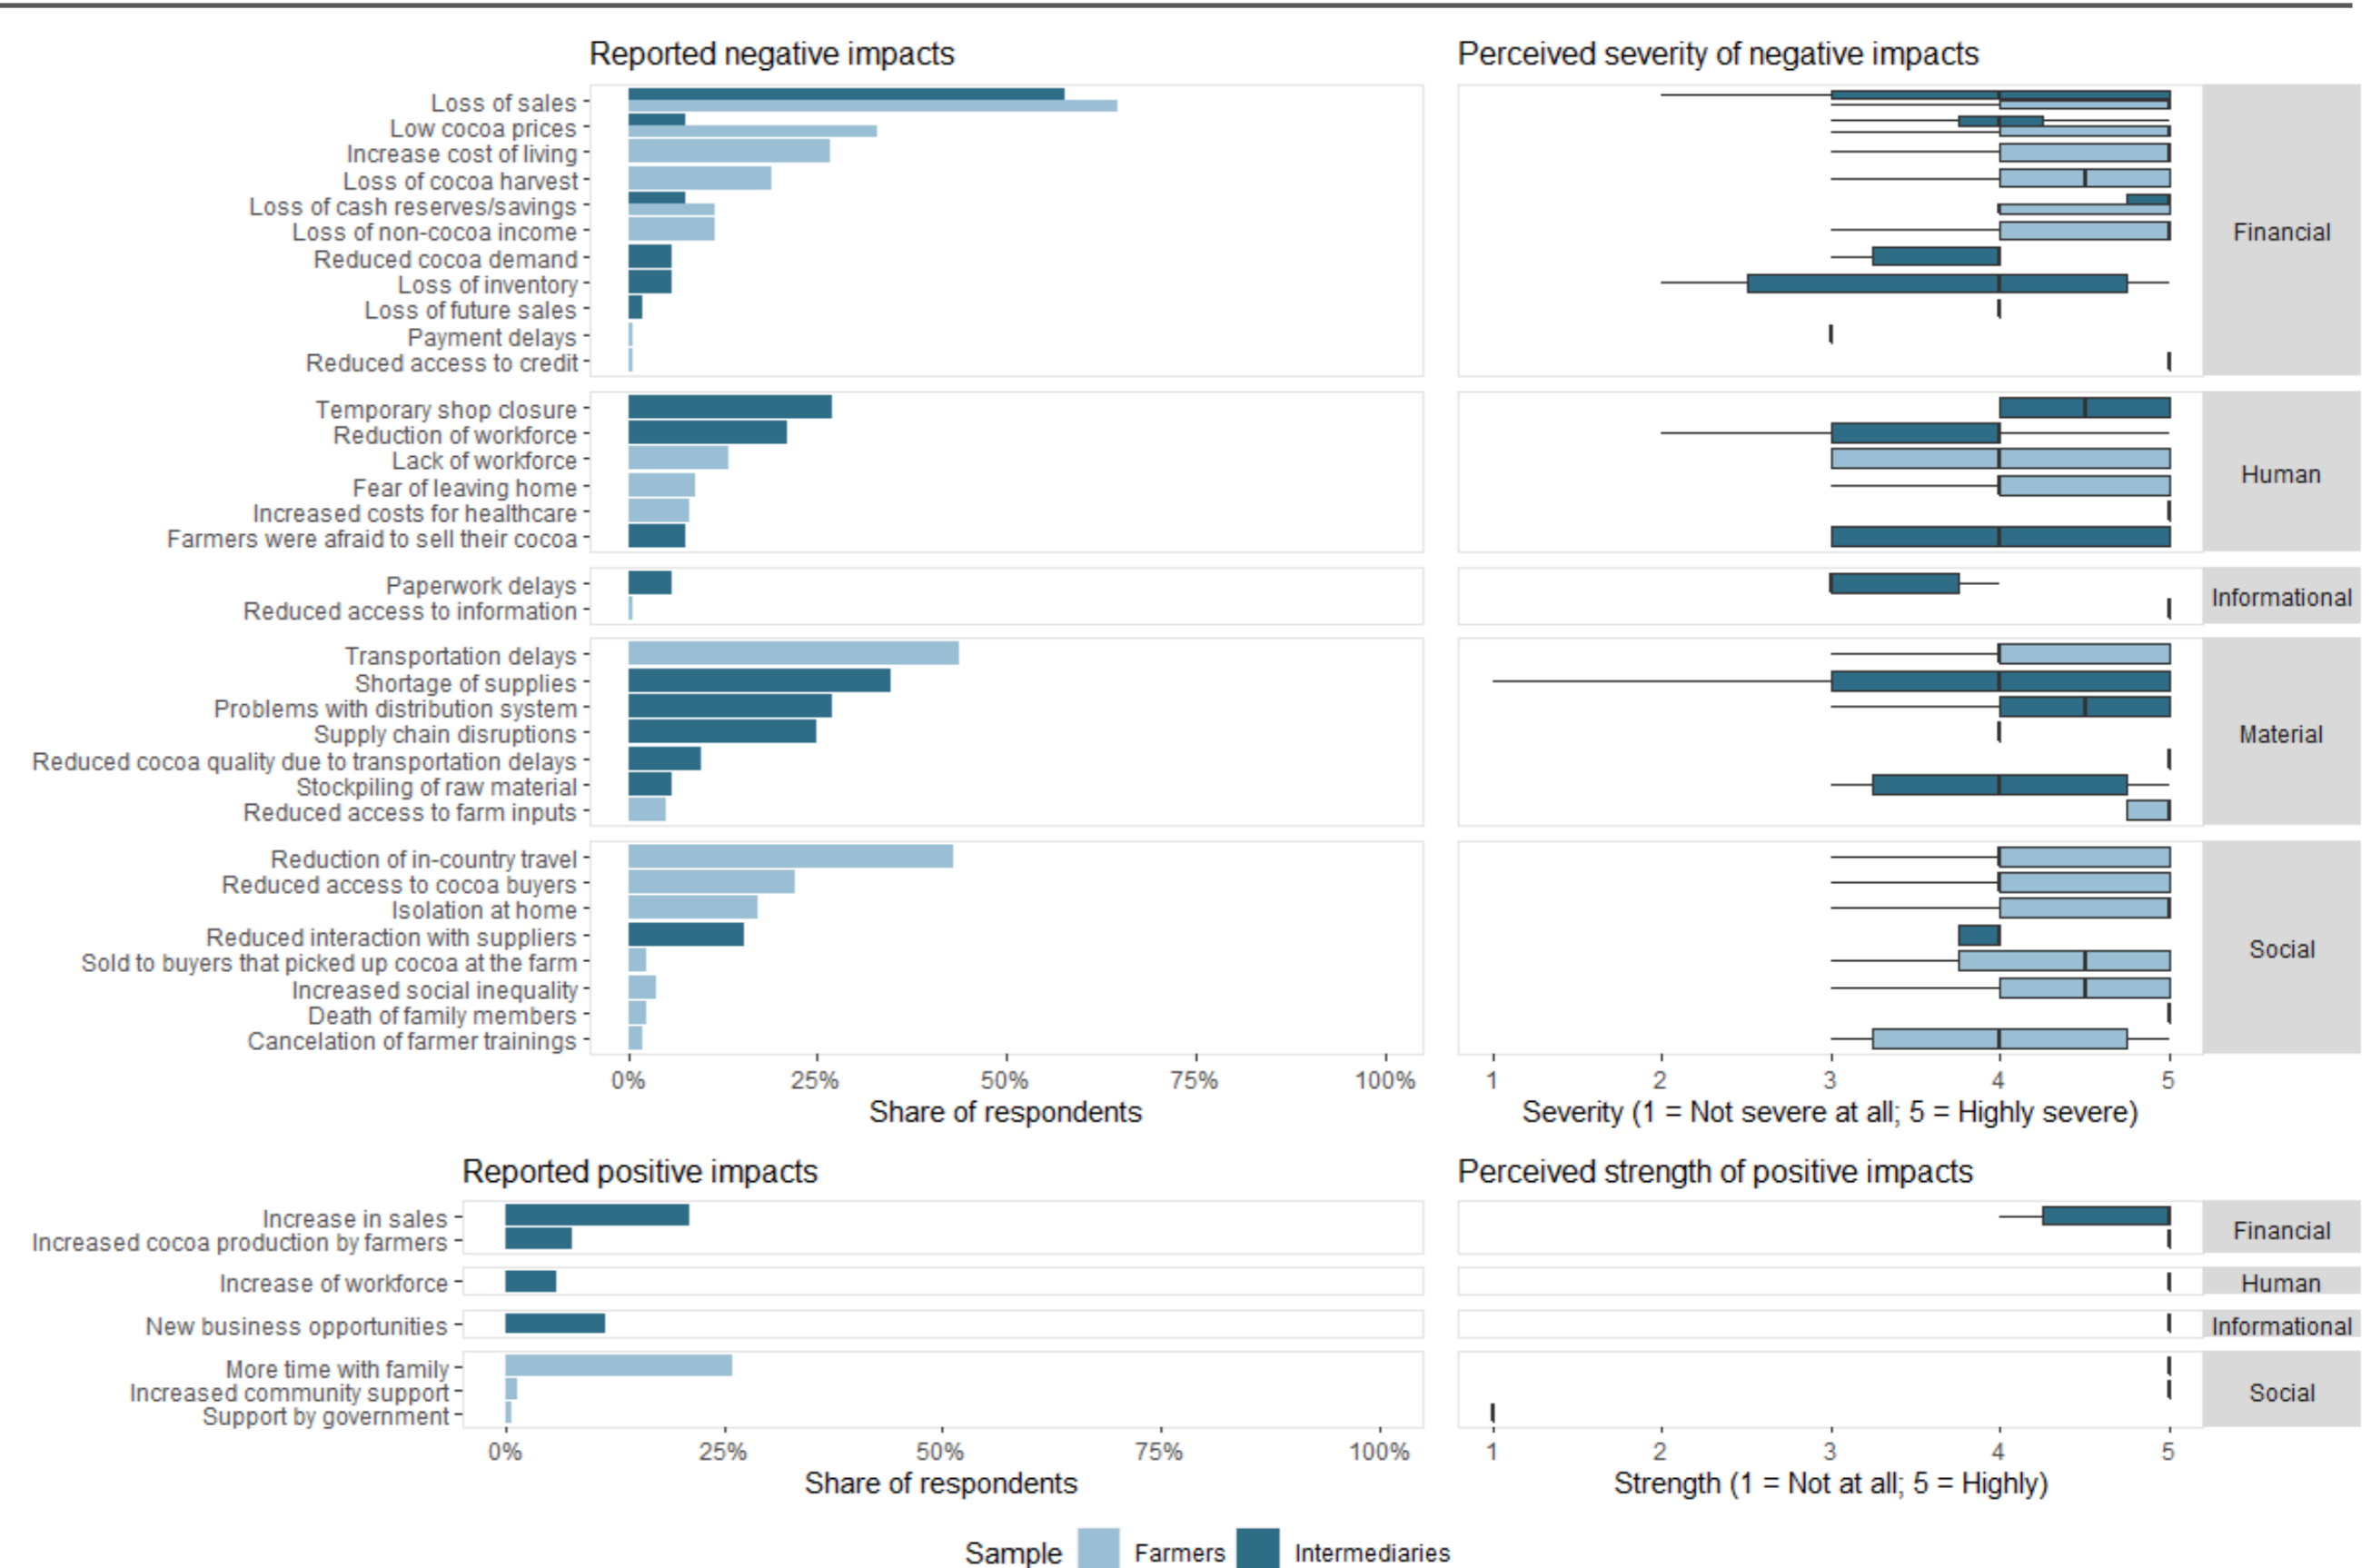 Reported negative impacts
Perceived severity of negative impacts
Loss of sales
Low cocoa prices
Increase cost of living
Loss of cocoa harvest
Loss of cash reserves/savings
Loss of non-cocoa income
Reduced cocoa demand
Loss of inventory
Loss of future sales
Payment delays
Reduced access to credit
Financial
Temporary shop closure
Reduction of workforce
Lack of workforce
Fear of leaving home
Increased costs for healthcare
Farmers were afraid to sell their cocoa
Human
Paperwork delays
Reduced access to information
Informational
Transportation delays
Shortage of supplies
Problems with distribution system
Supply chain disruptions
Reduced cocoa quality due to transportation delays
Stockpiling of raw material
Reduced access to farm inputs
Material
Reduction of in-country travel
Reduced access to cocoa buyers
Isolation at home
Reduced interaction with suppliers
Sold to buyers that picked up cocoa at the farm
Increased social inequality
Death of family members
Cancelation of farmer trainings
Social
0% 25% 50% 75% 100%
Share of respondents
1 2 3 4 5
Severity (1 = Not severe at all; 5 = Highly severe)
Reported positive impacts
Perceived strength of positive impacts
Increase in sales
Increased cocoa production by farmers
Financial
Increase of workforce
Human
New business opportunities
Informational
More time with family
Increased community support
Support by government
Social
0% 25% 50% 75% 100%
Share of respondents
1 2 3 4 5
Strength (1 = Not at all; 5 = Highly)
Sample Farmers Intermediaries